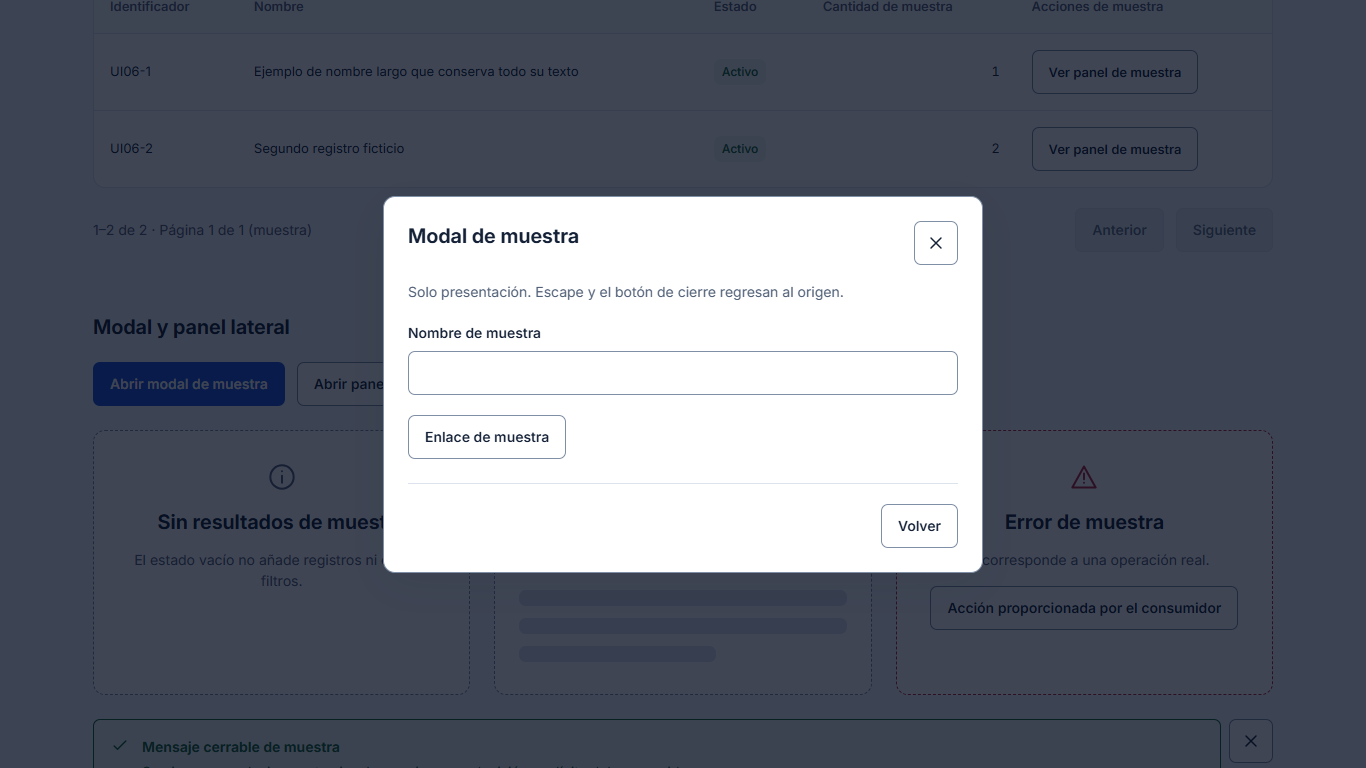 Identificador Nombre Estado Cantidad de muestra Acciones de muestra
UI06-1 Ejemplo de nombre largo que conserva todo su texto Activo 1 Ver panel de muestra
UI06-2 Segundo registro ficticio Activo 2 Ver panel de muestra
1–2 de 2 · Página 1 de 1 (muestra) Anterior Siguiente
Modal de muestra
Solo presentación. Escape y el botón de cierre regresan al origen.
Nombre de muestra
Enlace de muestra
Volver
Modal y panel lateral
Abrir modal de muestra Abrir pane
Sin resultados de muest
El estado vacío no añade registros ni
filtros.
Error de muestra
corresponde a una operación real.
Acción proporcionada por el consumidor
Mensaje cerrable de muestra